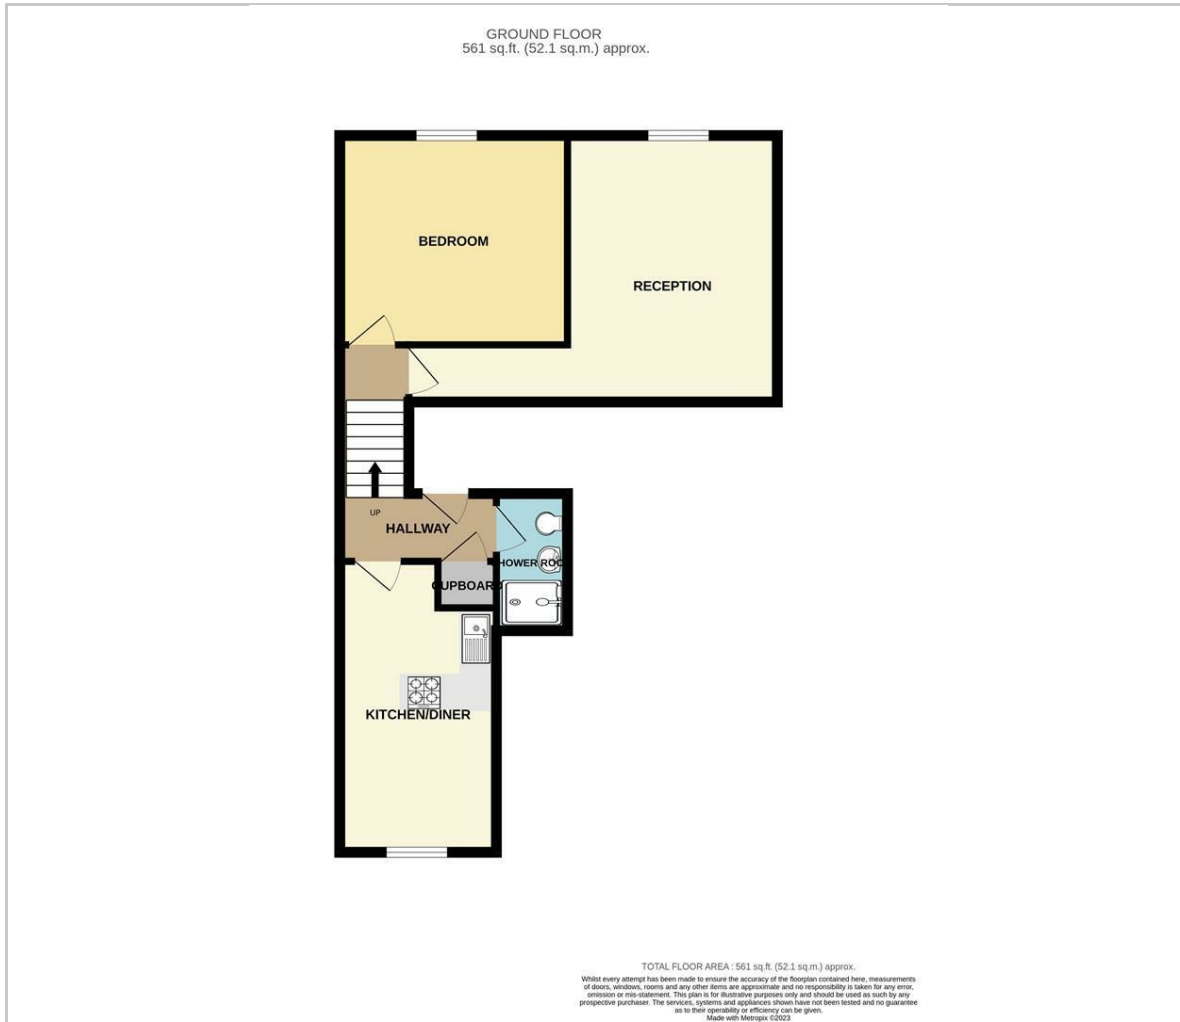 GROUND FLOOR
561 sq.ft. (52.1 sq.m.) approx.
BEDROOM
RECEPTION
UP
HALLWAY
HOWER ROO
CUPBOARD
KITCHEN/DINER
TOTAL FLOOR AREA : 561 sq.ft. (52.1 sq.m.) approx.
Whilst every attempt has been made to ensure the accuracy of the floorplan contained here, measurements
of doors, windows, rooms and any other items are approximate and no responsibility is taken for any error,
omission or mis-statement. This plan is for illustrative purposes only and should be used as such by any
prospective purchaser. The services, systems and appliances shown have not been tested and no guarantee
as to their operability or efficiency can be given.
Made with Metropix ©2023